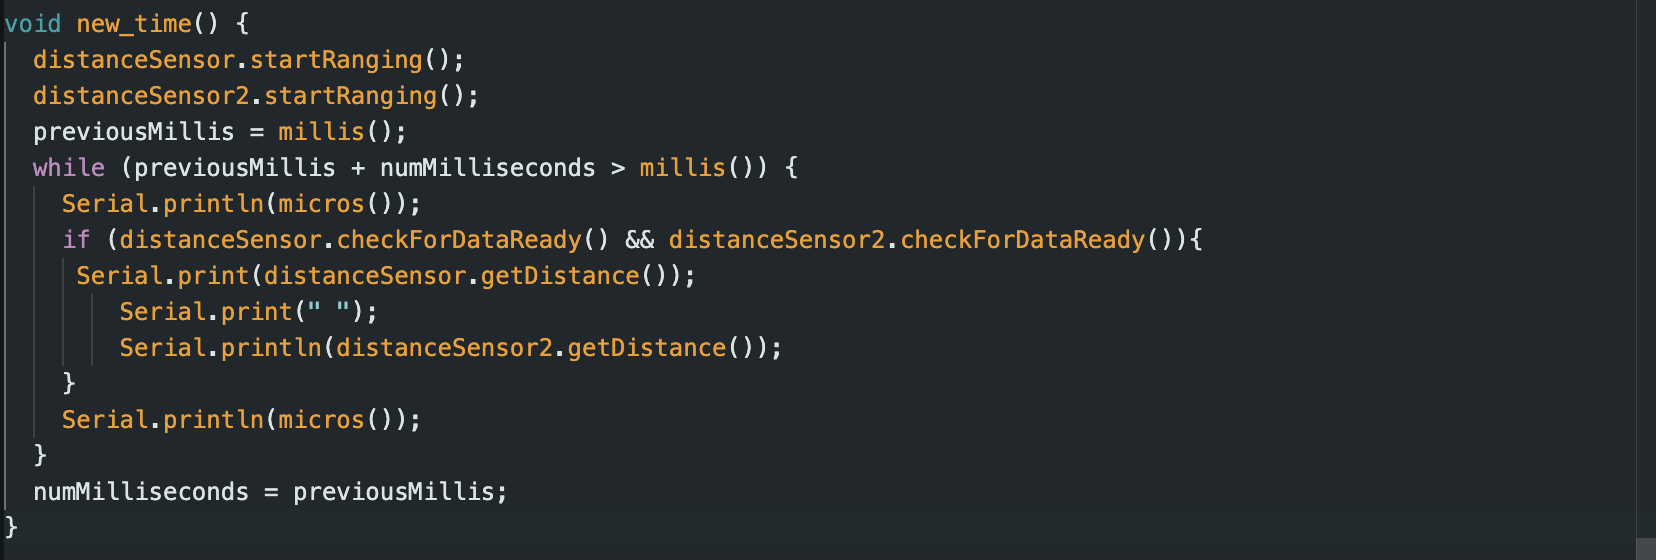 void new_time() {
  distanceSensor.startRanging();
  distanceSensor2.startRanging();
  previousMillis = millis();
  while (previousMillis + numMilliseconds > millis()) {
    Serial.println(micros());
    if (distanceSensor.checkForDataReady() && distanceSensor2.checkForDataReady()){
     Serial.print(distanceSensor.getDistance());
        Serial.print(" ");
        Serial.println(distanceSensor2.getDistance());
    }
    Serial.println(micros());
  }
  numMilliseconds = previousMillis;
}